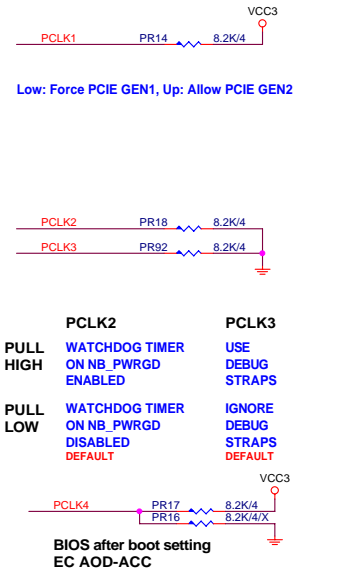 VCC3
PCLK1 PR14 8.2K/4
Low: Force PCIE GEN1, Up: Allow PCIE GEN2
PCLK2 PR18 8.2K/4
PCLK3 PR92 8.2K/4
PCLK2 PCLK3
PULL WATCHDOG TIMER USE
HIGH ON NB_PWRGD DEBUG
ENABLED STRAPS
PULL WATCHDOG TIMER IGNORE
LOW ON NB_PWRGD DEBUG
DISABLED STRAPS
DEFAULT DEFAULT
VCC3
PCLK4 PR17 8.2K/4
PR16 8.2K/4/X
BIOS after boot setting
EC AOD-ACC